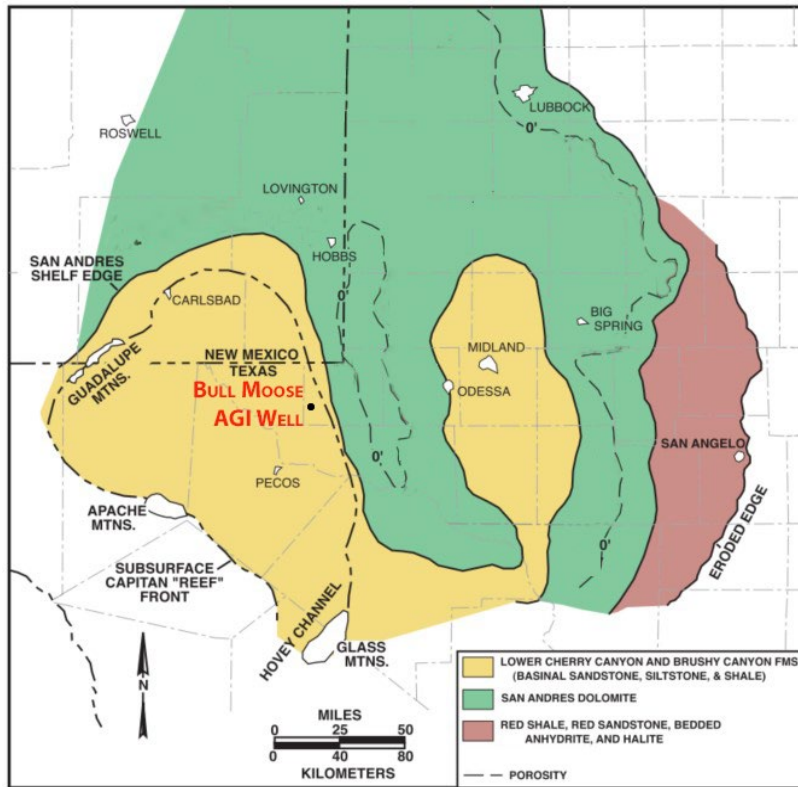 LUBBOCK
0'
ROSWELL
LOVINGTON
HOBBS
SAN ANDRES
SHELF EDGE
CARLSBAD
0'
BIG
SPRING
MIDLAND
ODESSA
GUADALUPE
MTNS.
NEW MEXICO
TEXAS
BULL MOOSE
AGI WELL
SAN ANGELO
0'
PECOS
APACHE
MTNS.
ERODED EDGE
0'
SUBSURFACE
CAPITAN "REEF"
FRONT
HOVEY CHANNEL
GLASS
MTNS.
N
MILES
0 25 50
0 40 80
KILOMETERS
LOWER CHERRY CANYON AND BRUSHY CANYON FMS
(BASINAL SANDSTONE, SILTSTONE, & SHALE)
SAN ANDRES DOLOMITE
RED SHALE, RED SANDSTONE, BEDDED
ANHYDRITE, AND HALITE
POROSITY